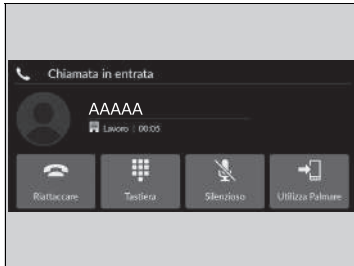 Chiamata in entrata
AAAAA
Lavoro | 00:05
Riattaccare Tastiera Silenzioso Utilizza Palmare